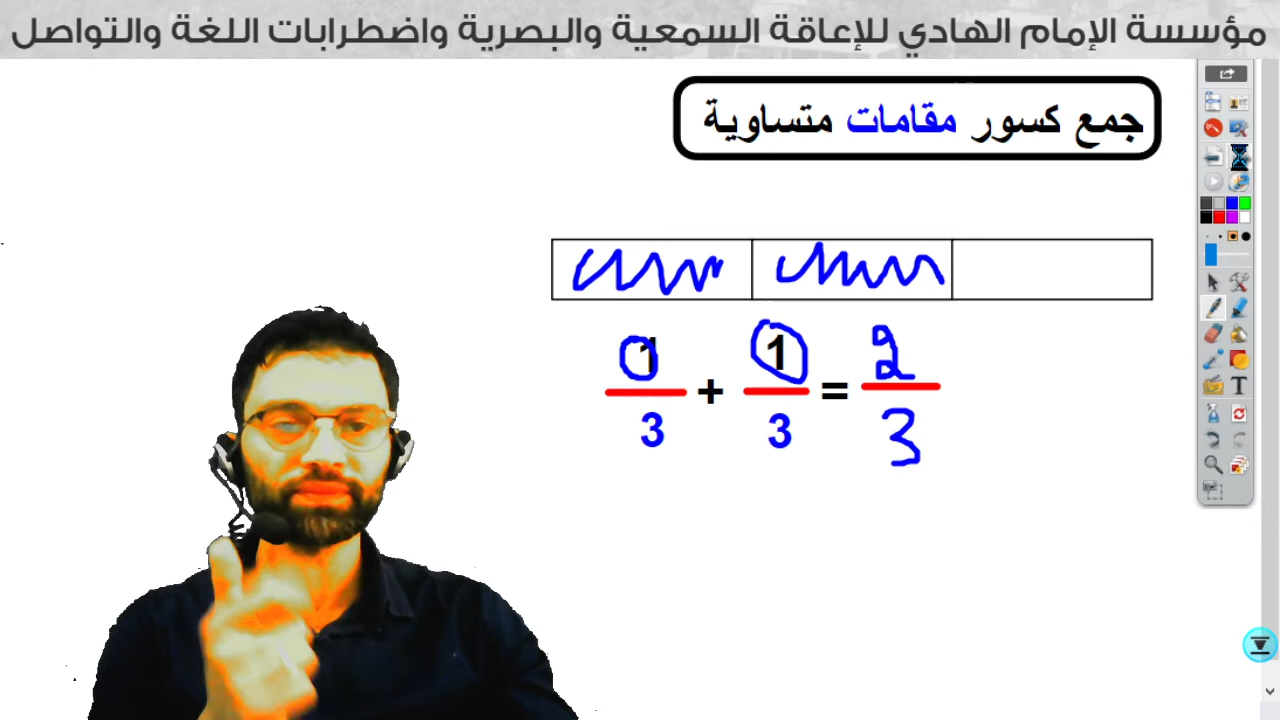 مؤسسة الإمام الهادي للإعاقة السمعية والبصرية واضطرابات اللغة والتواصل
جمع كسور مقامات متساوية
1/3 + 1/3 = 2/3